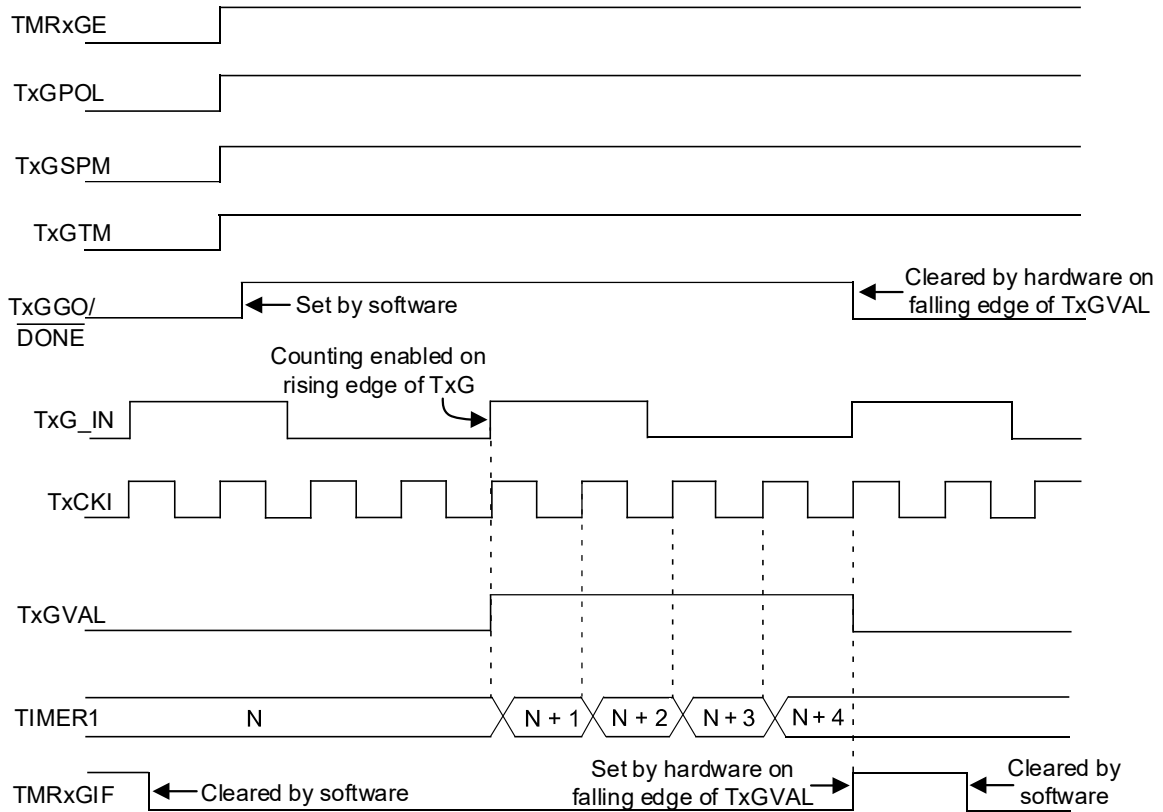 TMRxGE
TxGPOL
TxGSPM
TxGTM
TxGGO/
DONE
Set by software
Cleared by hardware on
falling edge of TxGVAL
Counting enabled on
rising edge of TxG
TxG_IN
TxCKI
TxGVAL
TIMER1
N
N + 1
N + 2
N + 3
N + 4
TMRxGIF
Cleared by software
Set by hardware on
falling edge of TxGVAL
Cleared by
software